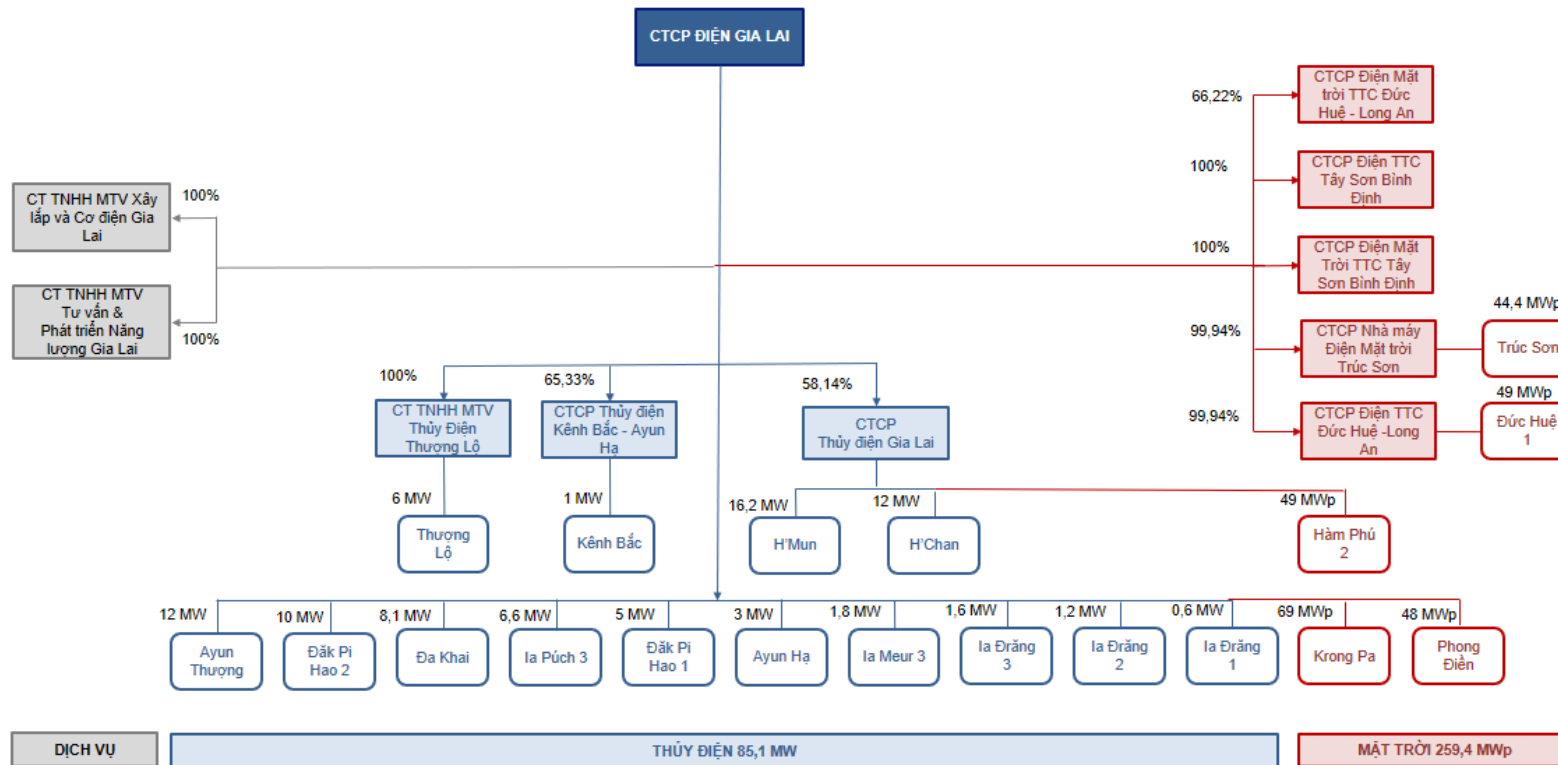 CTCP ĐIỆN GIA LAI
66,22%
CTCP Điện Mặt
trời TTC Đức
Huệ - Long An
100%
CTCP Điện TTC
Tây Sơn Bình
Định
100%
CT TNHH MTV Xây
lắp và Cơ điện Gia
Lai
100%
CTCP Điện Mặt
Trời TTC Tây
Sơn Bình Định
CT TNHH MTV
Tư vấn &
Phát triển Năng
lượng Gia Lai
100%
99,94%
CTCP Nhà máy
Điện Mặt trời
Trúc Sơn
44,4 MWp
Trúc Sơn
99,94%
CTCP Điện TTC
Đức Huệ -Long
An
49 MWp
Đức Huệ
1
100%
CT TNHH MTV
Thủy Điện
Thượng Lộ
65,33%
CTCP Thủy điện
Kênh Bắc - Ayun
Hạ
58,14%
CTCP
Thủy điện Gia Lai
6 MW
Thượng
Lộ
1 MW
Kênh Bắc
16,2 MW
H'Mun
12 MW
H'Chan
49 MWp
Hàm Phú
2
12 MW
Ayun
Thượng
10 MW
Đăk Pi
Hao 2
8,1 MW
Đa Khai
6,6 MW
Ia Púch 3
5 MW
Đăk Pi
Hao 1
3 MW
Ayun Hạ
1,8 MW
Ia Meur 3
1,6 MW
Ia Đrăng
3
1,2 MW
Ia Đrăng
2
0,6 MW
Ia Đrăng
1
69 MWp
Krong Pa
48 MWp
Phong
Điền
DỊCH VỤ
THỦY ĐIỆN 85,1 MW
MẶT TRỜI 259,4 MWp